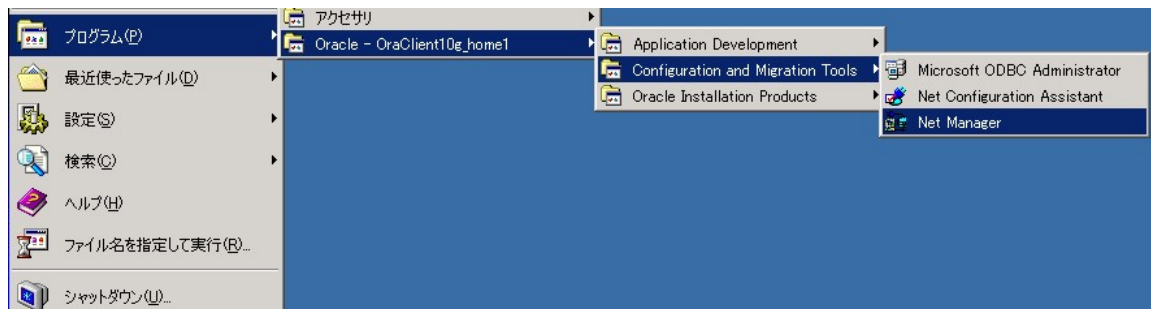 プログラム(P)
最近使ったファイル(D)
設定(S)
検索(C)
ヘルプ(H)
ファイル名を指定して実行(R)...
シャットダウン(U)...
アクセサリ
Oracle - OraClient10g_home1
Application Development
Configuration and Migration Tools
Oracle Installation Products
Microsoft ODBC Administrator
Net Configuration Assistant
Net Manager